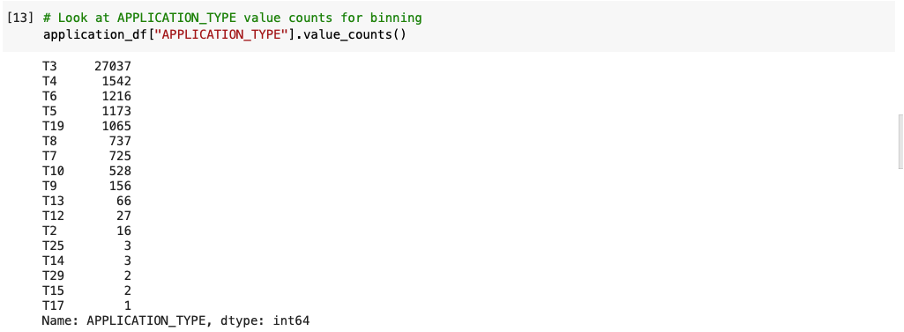 [13] # Look at APPLICATION_TYPE value counts for binning
application_df["APPLICATION_TYPE"].value_counts()
T3 27037
T4 1542
T6 1216
T5 1173
T19 1065
T8 737
T7 725
T10 528
T9 156
T13 66
T12 27
T2 16
T25 3
T14 3
T29 2
T15 2
T17 1
Name: APPLICATION_TYPE, dtype: int64